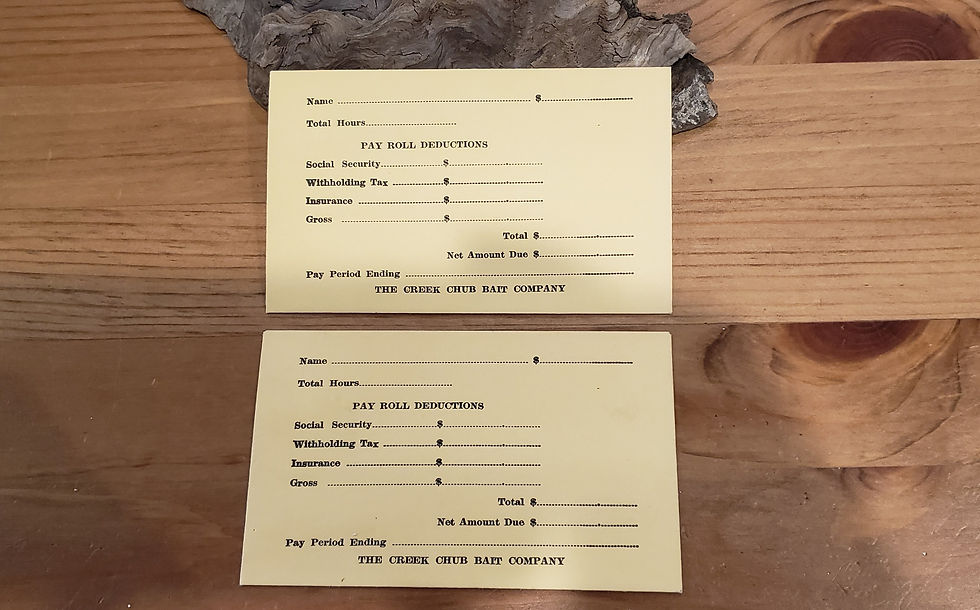 Name ........................ $........................
Total Hours........................
PAY ROLL DEDUCTIONS
Social Security............... $........................
Withholding Tax ............ $........................
Insurance ..................... $........................
Gross ........................ $........................
Total $........................
Net Amount Due $........................
Pay Period Ending ................................................
THE CREEK CHUB BAIT COMPANY
Name ........................ $........................
Total Hours........................
PAY ROLL DEDUCTIONS
Social Security............... $........................
Withholding Tax ............ $........................
Insurance ..................... $........................
Gross ........................ $........................
Total $........................
Net Amount Due $........................
Pay Period Ending ................................................
THE CREEK CHUB BAIT COMPANY